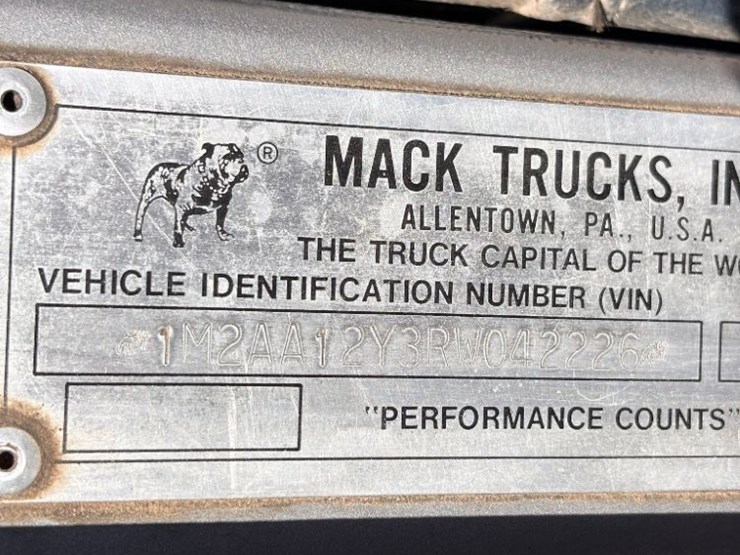 ®
MACK TRUCKS, IN
ALLENTOWN, PA., U.S.A.
THE TRUCK CAPITAL OF THE W
VEHICLE IDENTIFICATION NUMBER (VIN)
1M2AA12Y3RW042226
"PERFORMANCE COUNTS"